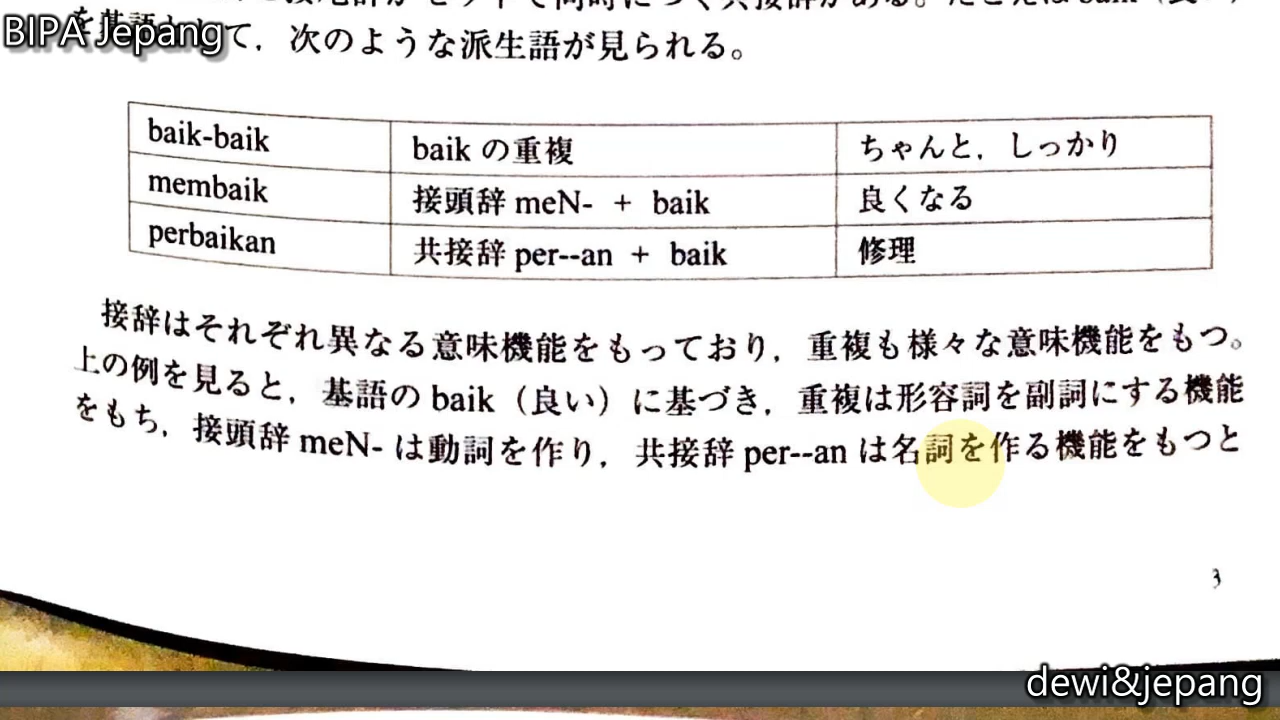 BIPA Jepang
て，次のような派生語が見られる。
baik-baik baik の重複 ちゃんと，しっかり
membaik 接頭辞 meN- + baik 良くなる
perbaikan 共接辞 per--an + baik 修理
接辞はそれぞれ異なる意味機能をもっており，重複も様々な意味機能をもつ。
上の例を見ると，基語の baik（良い）に基づき，重複は形容詞を副詞にする機能
をもち，接頭辞 meN- は動詞を作り，共接辞 per--an は名詞を作る機能をもつと
3
dewi&jepang